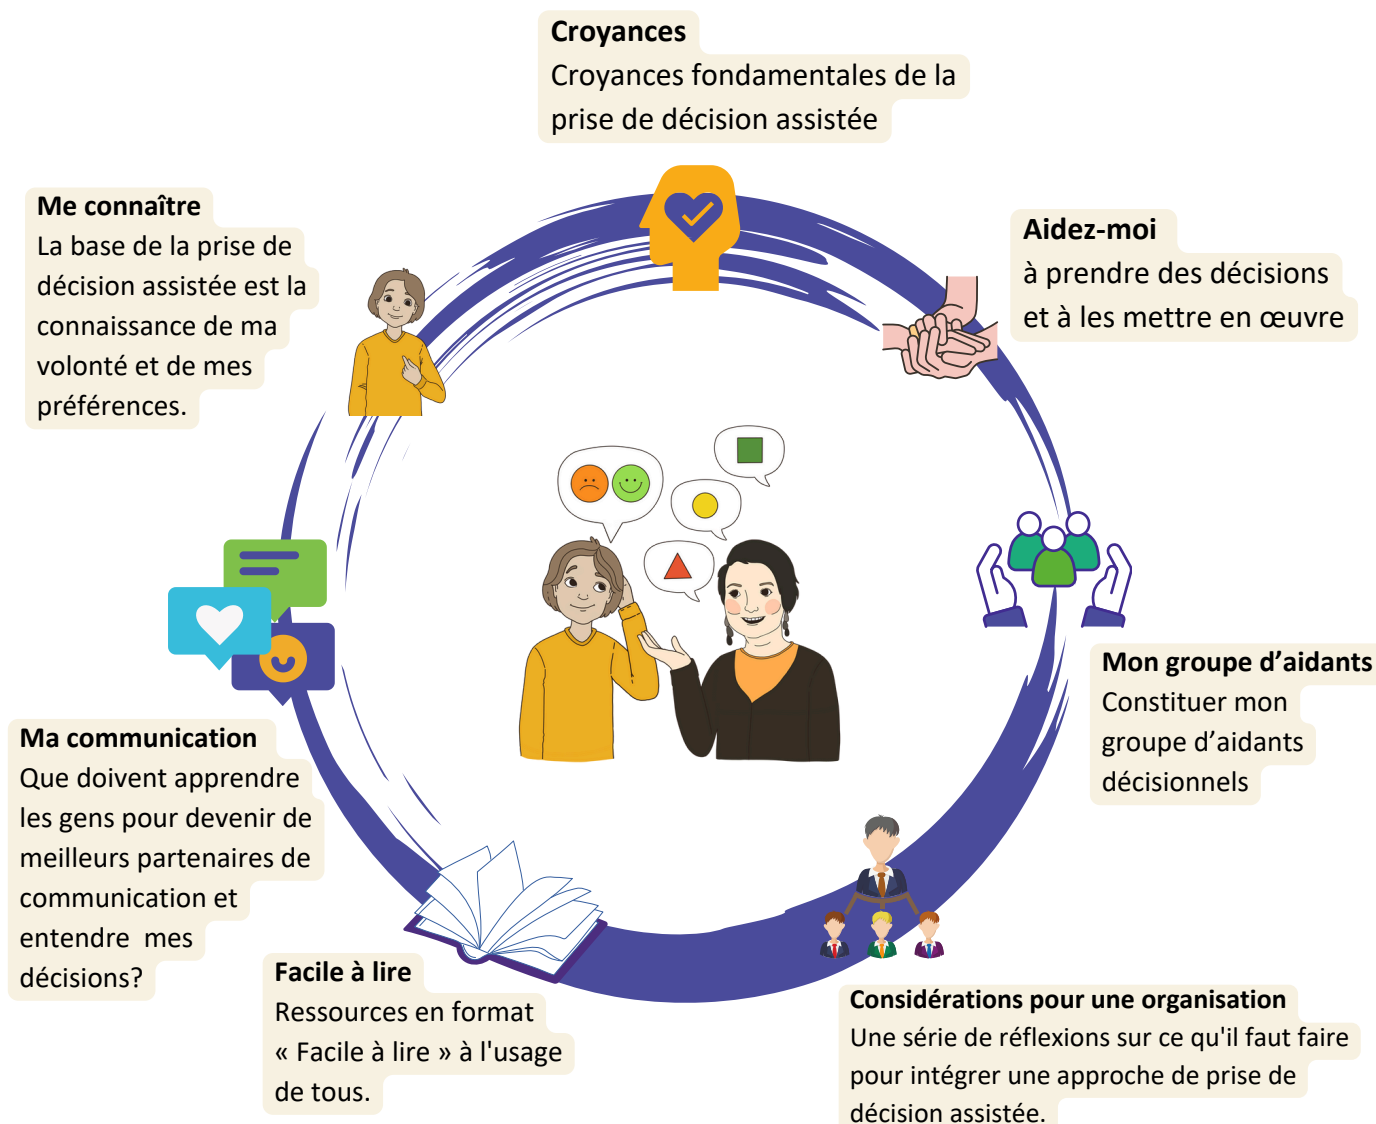 Croyances
Croyances fondamentales de la
prise de décision assistée
Aidez-moi
à prendre des décisions
et à les mettre en œuvre
Mon groupe d’aidants
Constituer mon
groupe d’aidants
décisionnels
Considérations pour une organisation
Une série de réflexions sur ce qu'il faut faire
pour intégrer une approche de prise de
décision assistée.
Facile à lire
Ressources en format
« Facile à lire » à l'usage
de tous.
Ma communication
Que doivent apprendre
les gens pour devenir de
meilleurs partenaires de
communication et
entendre  mes
décisions?
Me connaître
La base de la prise de
décision assistée est la
connaissance de ma
volonté et de mes
préférences.